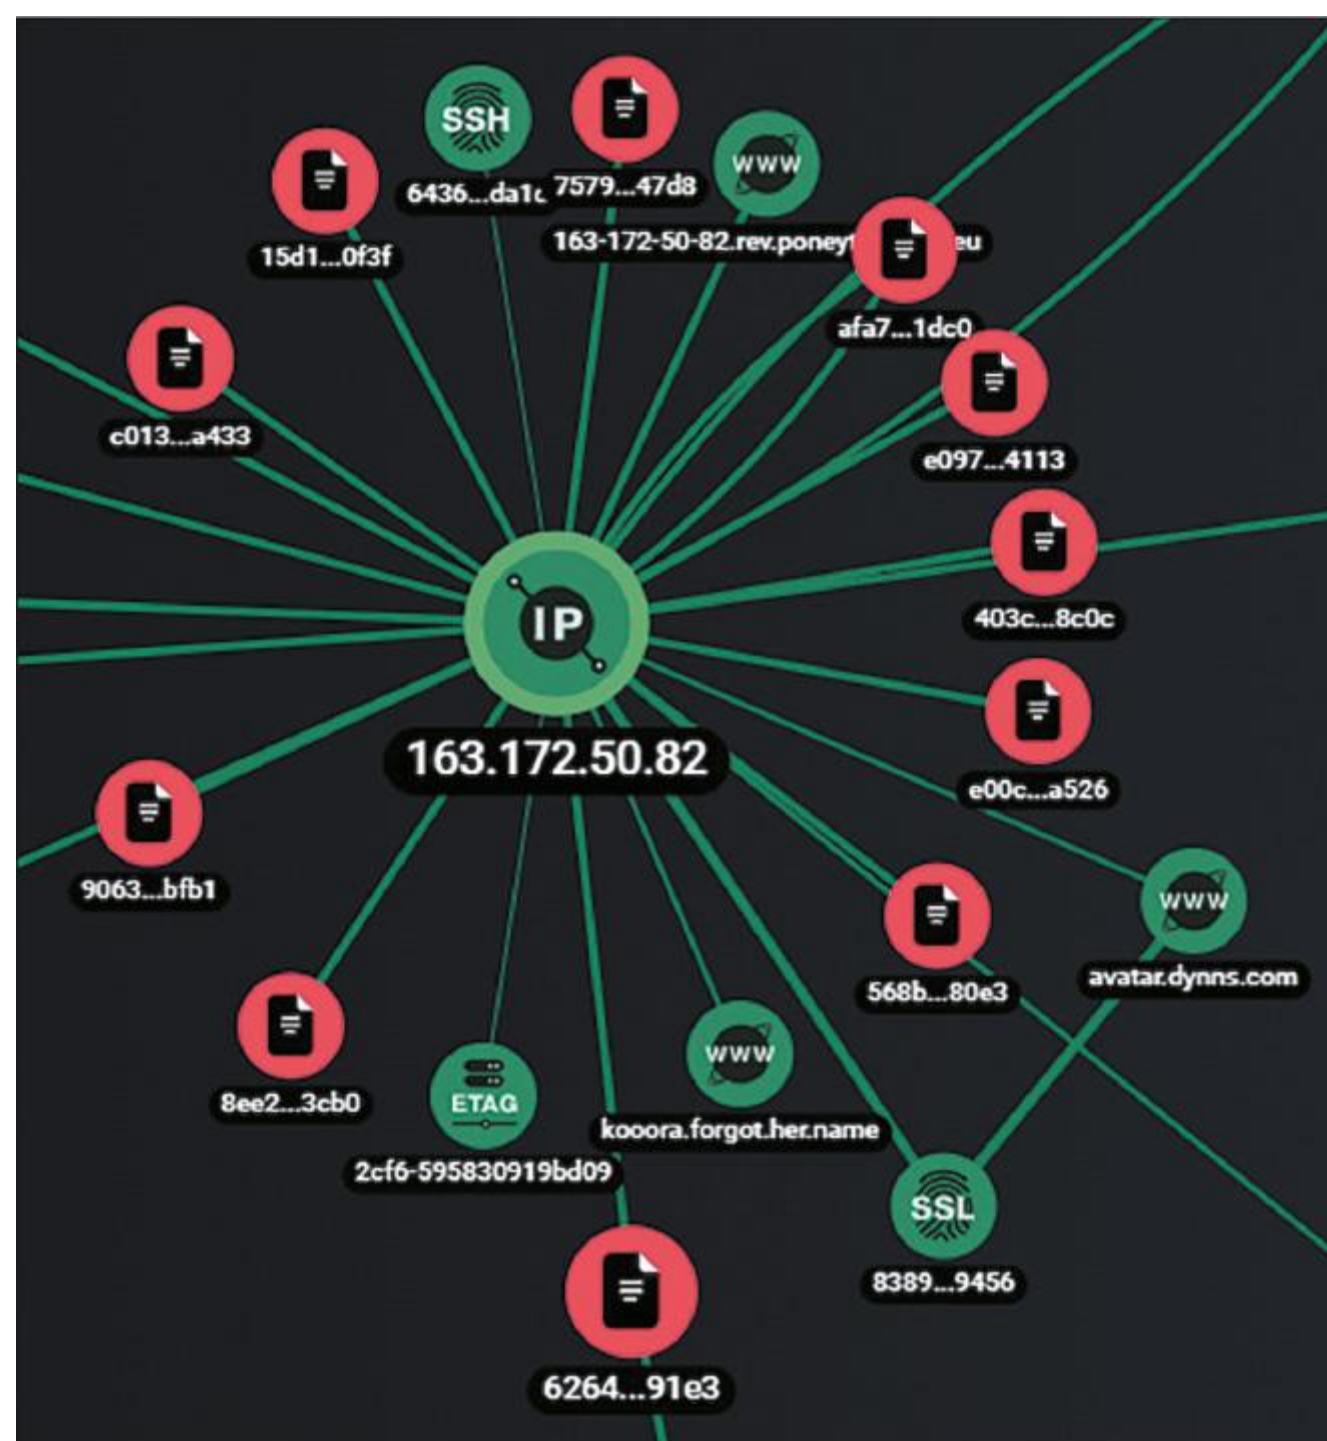 SSH
6436...da1c
7579...47d8
WWW
163-172-50-82.rev.poney
eu
15d1...0f3f
afa7...1dc0
c013...a433
e097...4113
403c...8c0c
IP
163.172.50.82
e00c...a526
9063...bfb1
WWW
avatar.dynns.com
568b...80e3
8ee2...3cb0
ETAG
2cf6-595830919bd09
WWW
kooora.forgot.her.name
SSL
8389...9456
6264...91e3